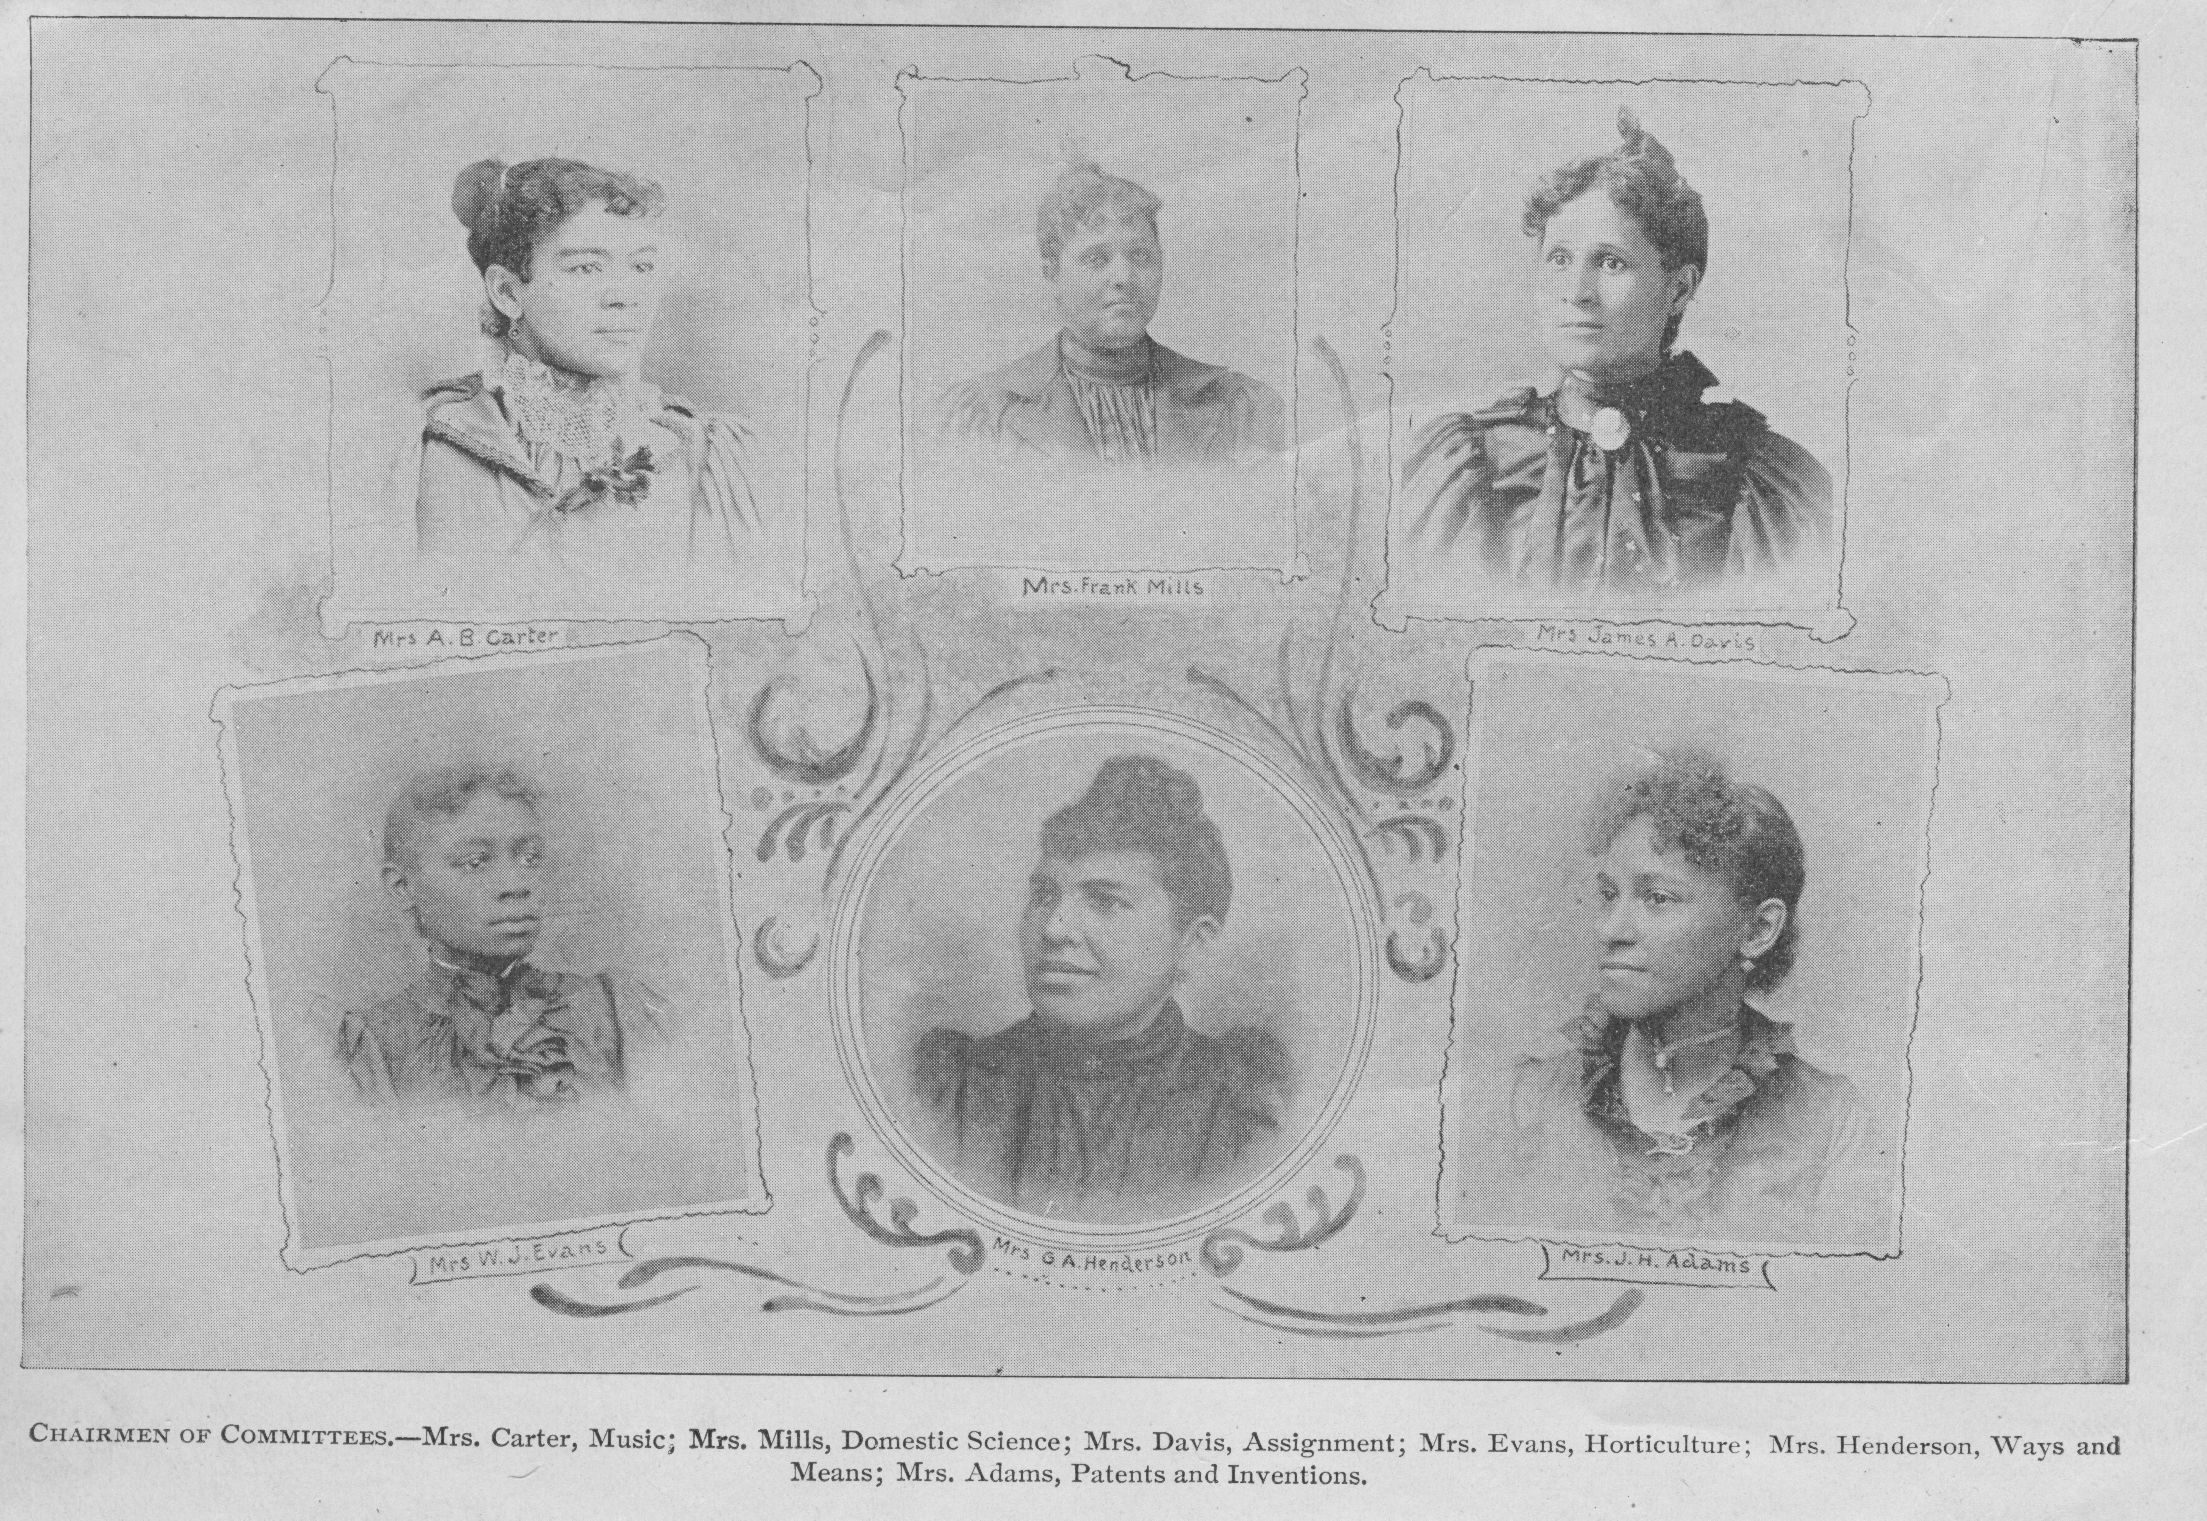 Mrs. Frank Mills
Mrs A. B. Carter
Mrs James A. Davis
Mrs W. J. Evans
Mrs G A. Henderson
Mrs. J. H. Adams
CHAIRMEN OF COMMITTEES.—Mrs. Carter, Music; Mrs. Mills, Domestic Science; Mrs. Davis, Assignment; Mrs. Evans, Horticulture; Mrs. Henderson, Ways and
Means; Mrs. Adams, Patents and Inventions.